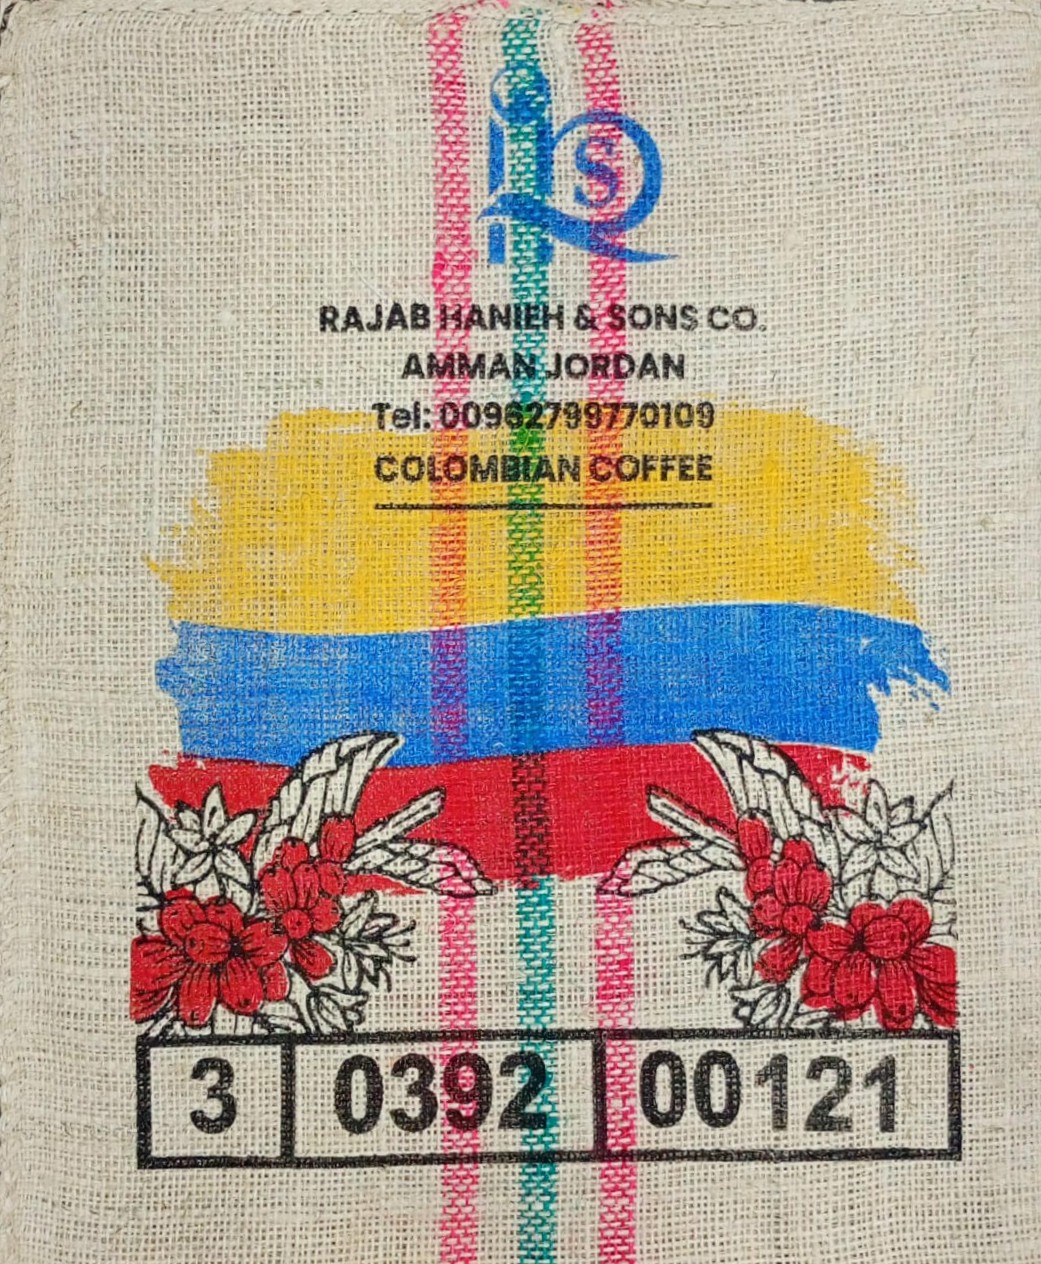 S
RAJAB HANIEH & SONS CO.
AMMAN JORDAN
Tel: 00962799770109
COLOMBIAN COFFEE
3 0392 00121